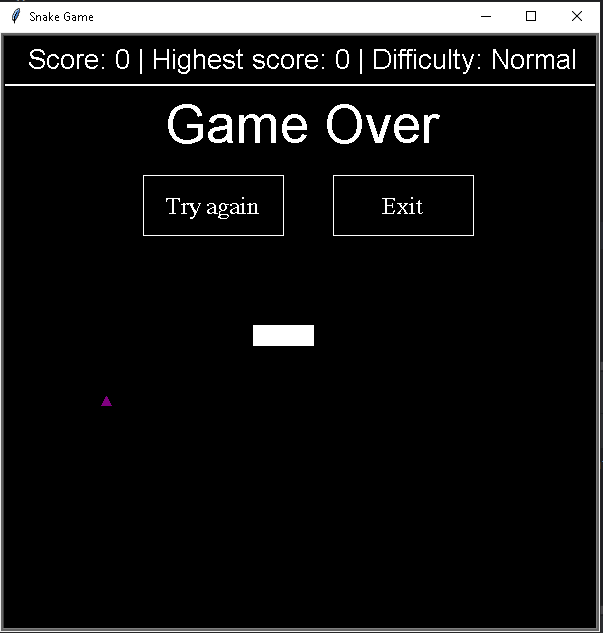 Snake Game
Score: 0 | Highest score: 0 | Difficulty: Normal
Game Over
Try again
Exit